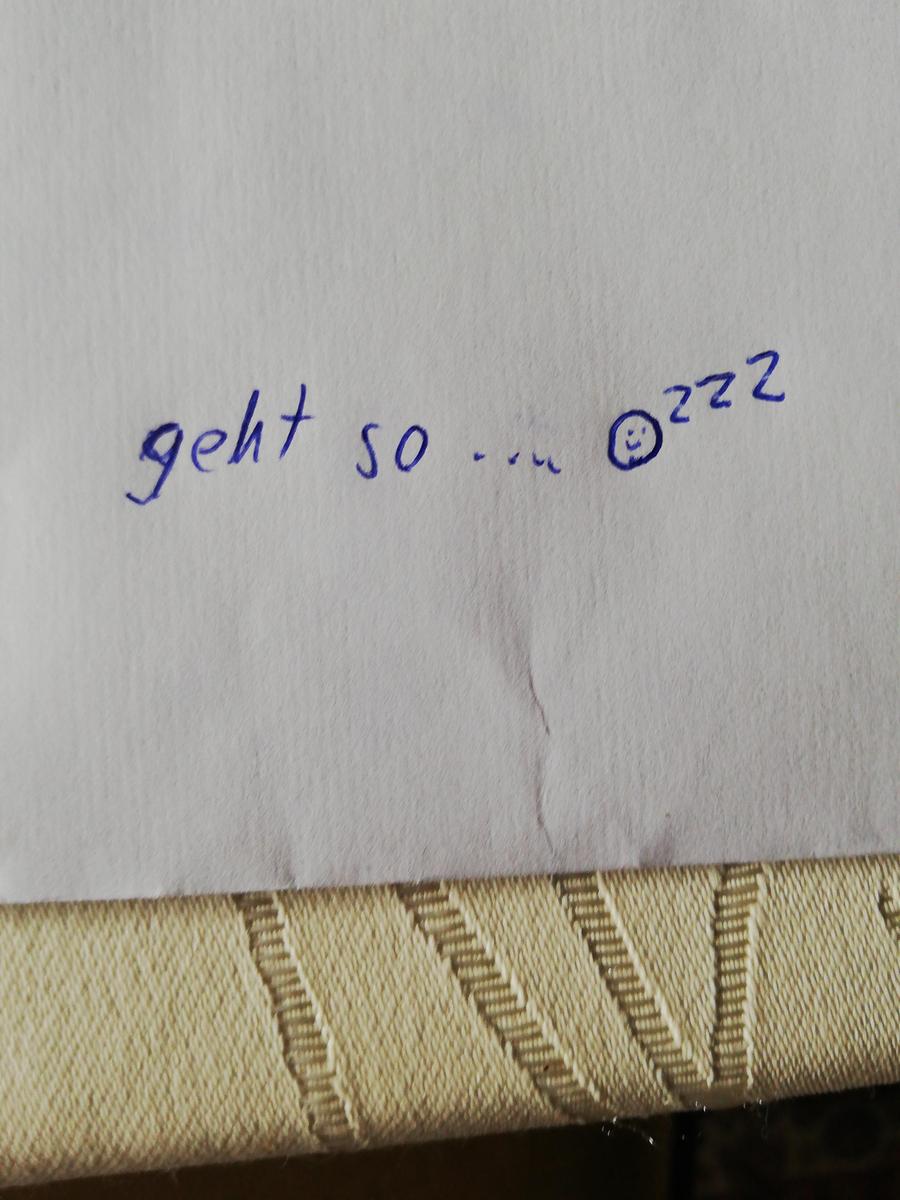 geht so .... ☺zzz